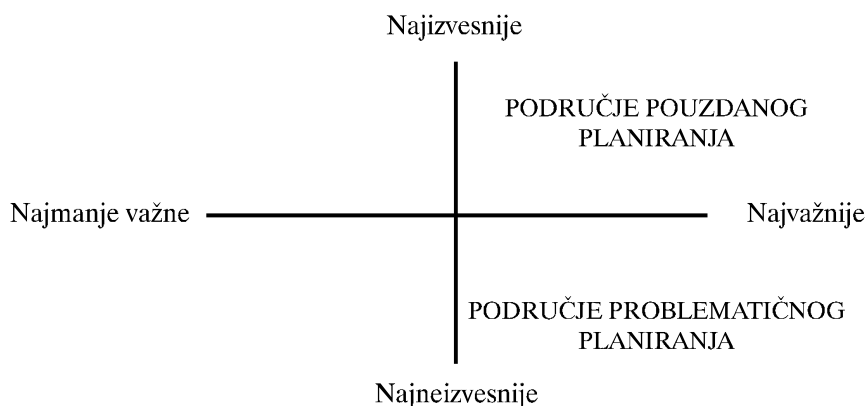 Najizvesnije
PODRUČJE POUZDANOG
PLANIRANJA
Najmanje važne
Najvažnije
PODRUČJE PROBLEMATIČNOG
PLANIRANJA
Najneizvesnije